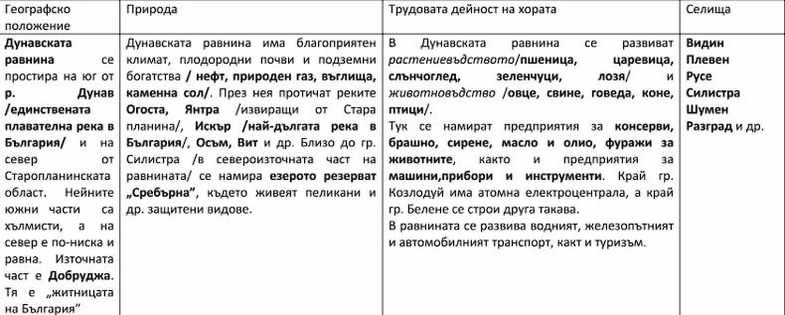 Географско
положение
Природа
Трудовата дейност на хората
Селища
Дунавската
равнина се
простира на юг от
р. Дунав
/единствената
плавателна река в
България/ и на
север от
Старопланинската
област. Нейните
южни части са
хълмисти, а на
север е по-ниска и
равна. Източната
част е Добруджа.
Тя е „житницата
на България"
Дунавската равнина има благоприятен
климат, плодородни почви и подземни
богатства / нефт, природен газ, въглища,
каменна сол/. През нея протичат реките
Огоста, Янтра /извиращи от Стара
планина/, Искър /най-дългата река в
България/, Осъм, Вит и др. Близо до гр.
Силистра /в североизточната част на
равнината/ се намира езерото резерват
„Сребърна", където живеят пеликани и
др. защитени видове.
В Дунавската равнина се развиват
растениевъдството/пшеница, царевица,
слънчоглед, зеленчуци, лозя/ и
животновъдство /овце, свине, говеда, коне,
птици/.
Тук се намират предприятия за консерви,
брашно, сирене, масло и олио, фуражи за
животните, както и предприятия за
машини,прибори и инструменти. Край гр.
Козлодуй има атомна електроцентрала, а край
гр. Белене се строи друга такава.
В равнината се развива водният, железопътният
и автомобилният транспорт, какт и туризъм.
Видин
Плевен
Русе
Силистра
Шумен
Разград и др.